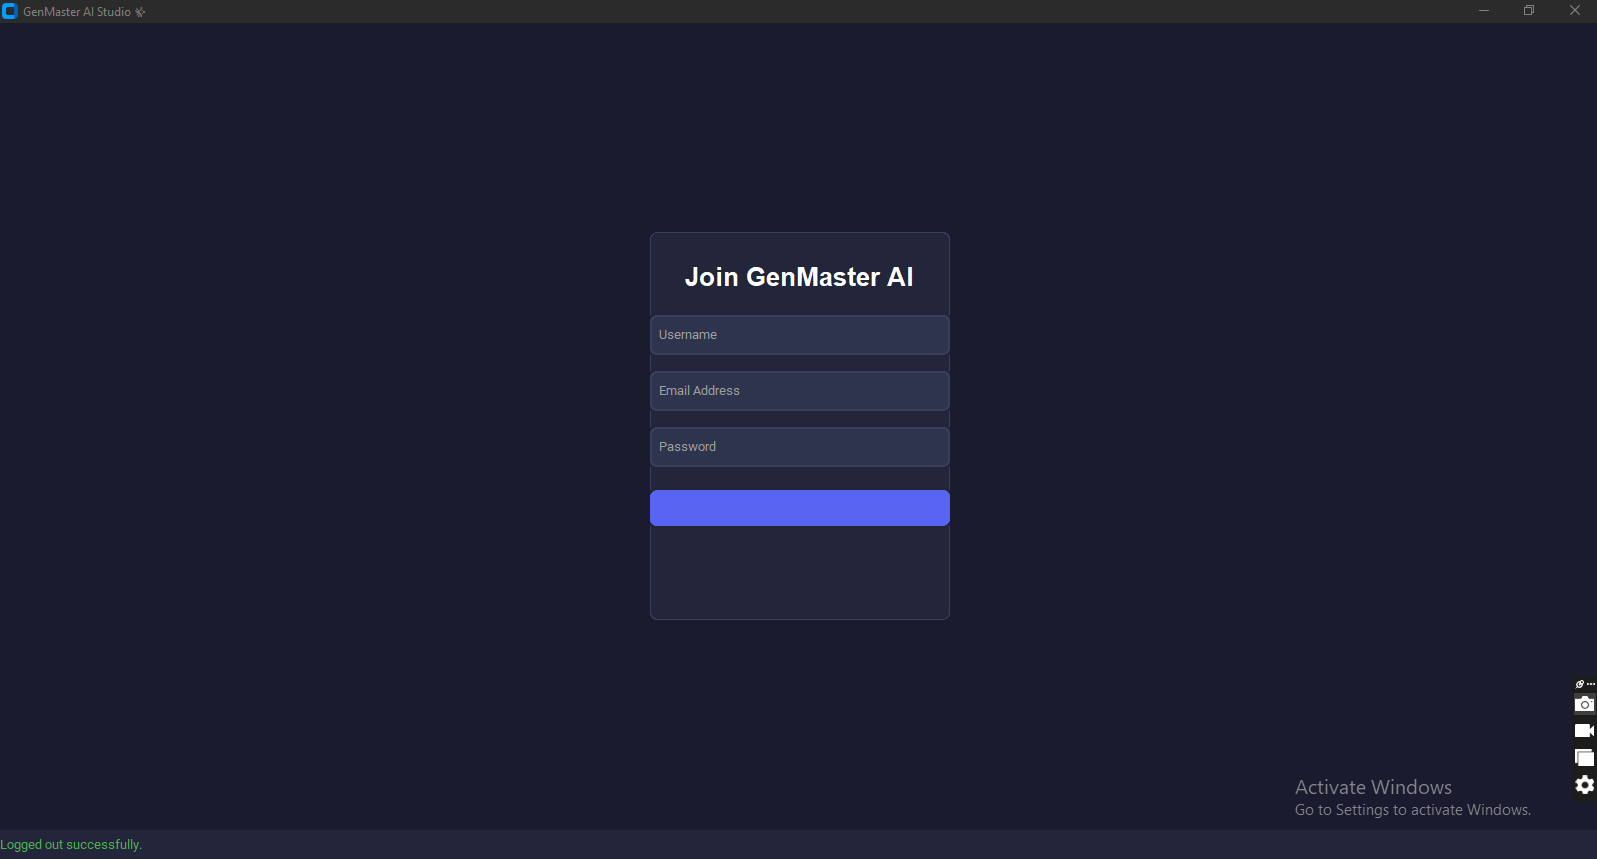 GenMaster AI Studio
Join GenMaster AI
Username
Email Address
Password
Activate Windows
Go to Settings to activate Windows.
Logged out successfully.